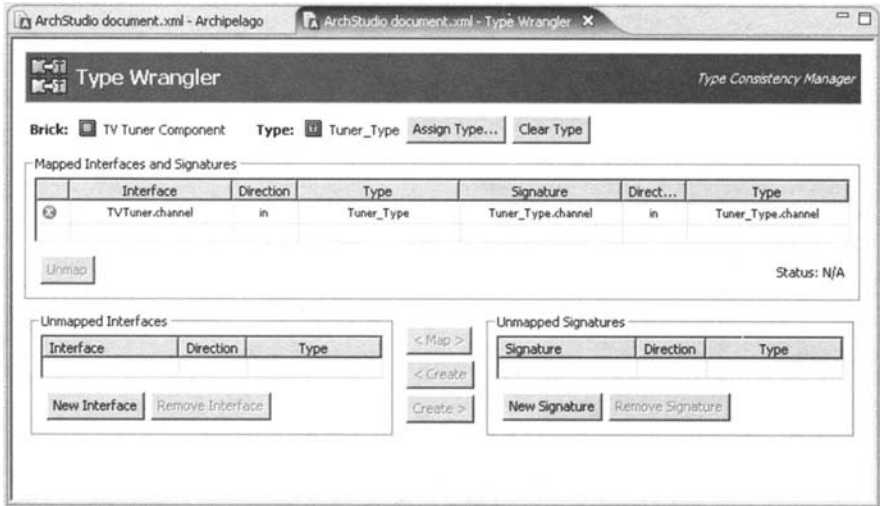 ArchStudio document.xml - Archipelago
ArchStudio document.xml - Type Wrangler
Type Wrangler
Type Consistency Manager
Brick: TV Tuner Component Type: Tuner_Type Assign Type... Clear Type
Mapped Interfaces and Signatures
Interface Direction Type Signature Direct... Type
TVTuner.channel in Tuner_Type Tuner_Type.channel in Tuner_Type.channel
Unmap
Status: N/A
Unmapped Interfaces
Interface Direction Type
New Interface Remove Interface
< Map >
< Create
Create >
Unmapped Signatures
Signature Direction Type
New Signature Remove Signature